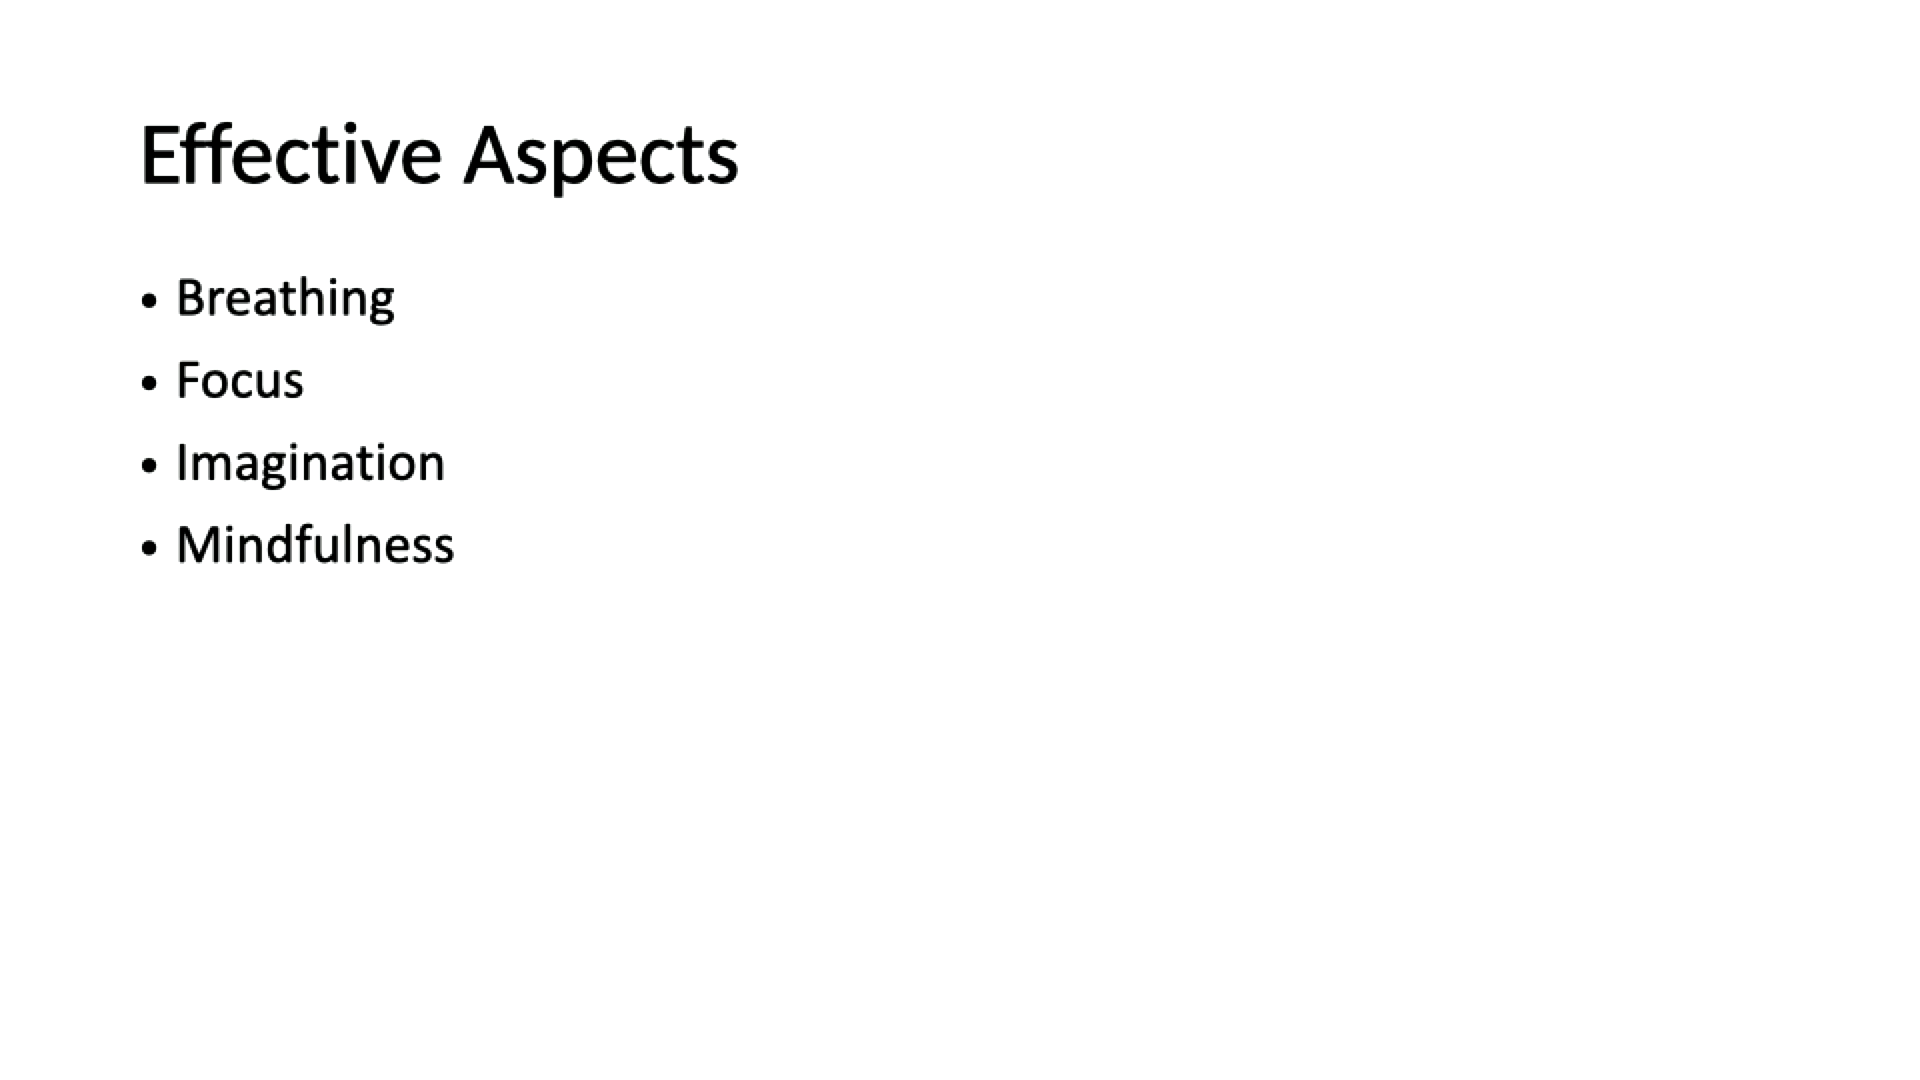 Effective Aspects
• Breathing
• Focus
• Imagination
• Mindfulness